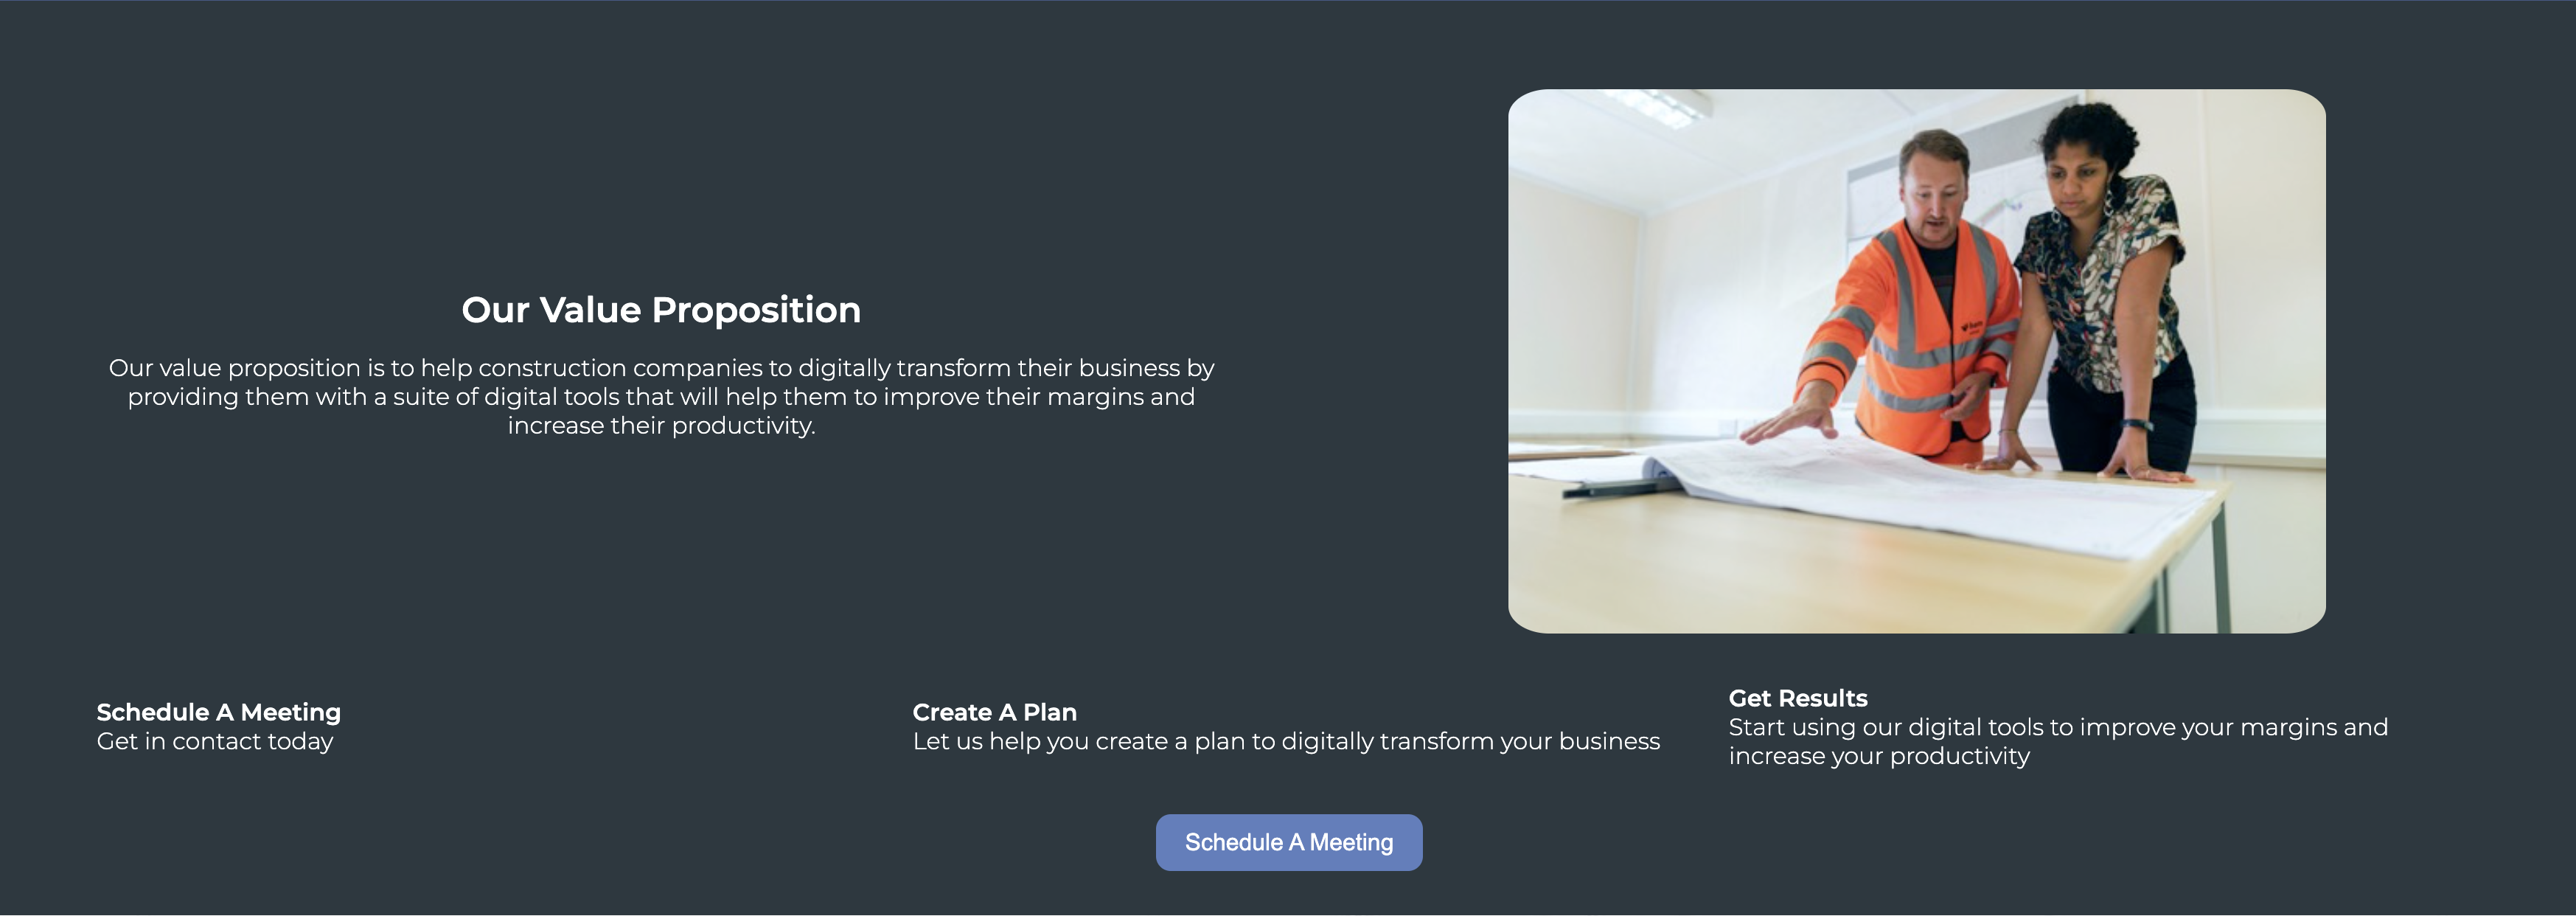 Our Value Proposition
Our value proposition is to help construction companies to digitally transform their business by
providing them with a suite of digital tools that will help them to improve their margins and
increase their productivity.
Schedule A Meeting
Get in contact today
Create A Plan
Let us help you create a plan to digitally transform your business
Get Results
Start using our digital tools to improve your margins and
increase your productivity
Schedule A Meeting